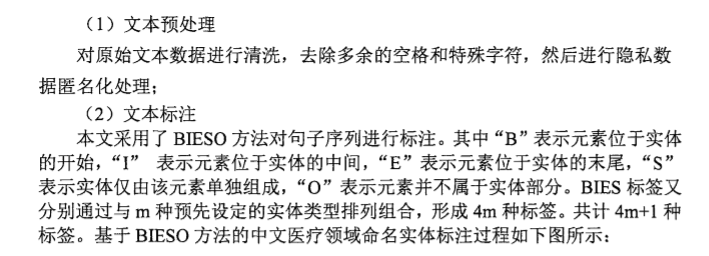 （1）文本预处理
对原始文本数据进行清洗，去除多余的空格和特殊字符，然后进行隐私数
据匿名化处理；
（2）文本标注
本文采用了 BIESO 方法对句子序列进行标注。其中“B”表示元素位于实体
的开始，“I” 表示元素位于实体的中间，“E”表示元素位于实体的末尾，“S”
表示实体仅由该元素单独组成，“O”表示元素并不属于实体部分。BIES 标签又
分别通过与 m 种预先设定的实体类型排列组合，形成 4m 种标签。共计 4m+1 种
标签。基于 BIESO 方法的中文医疗领域命名实体标注过程如下图所示：